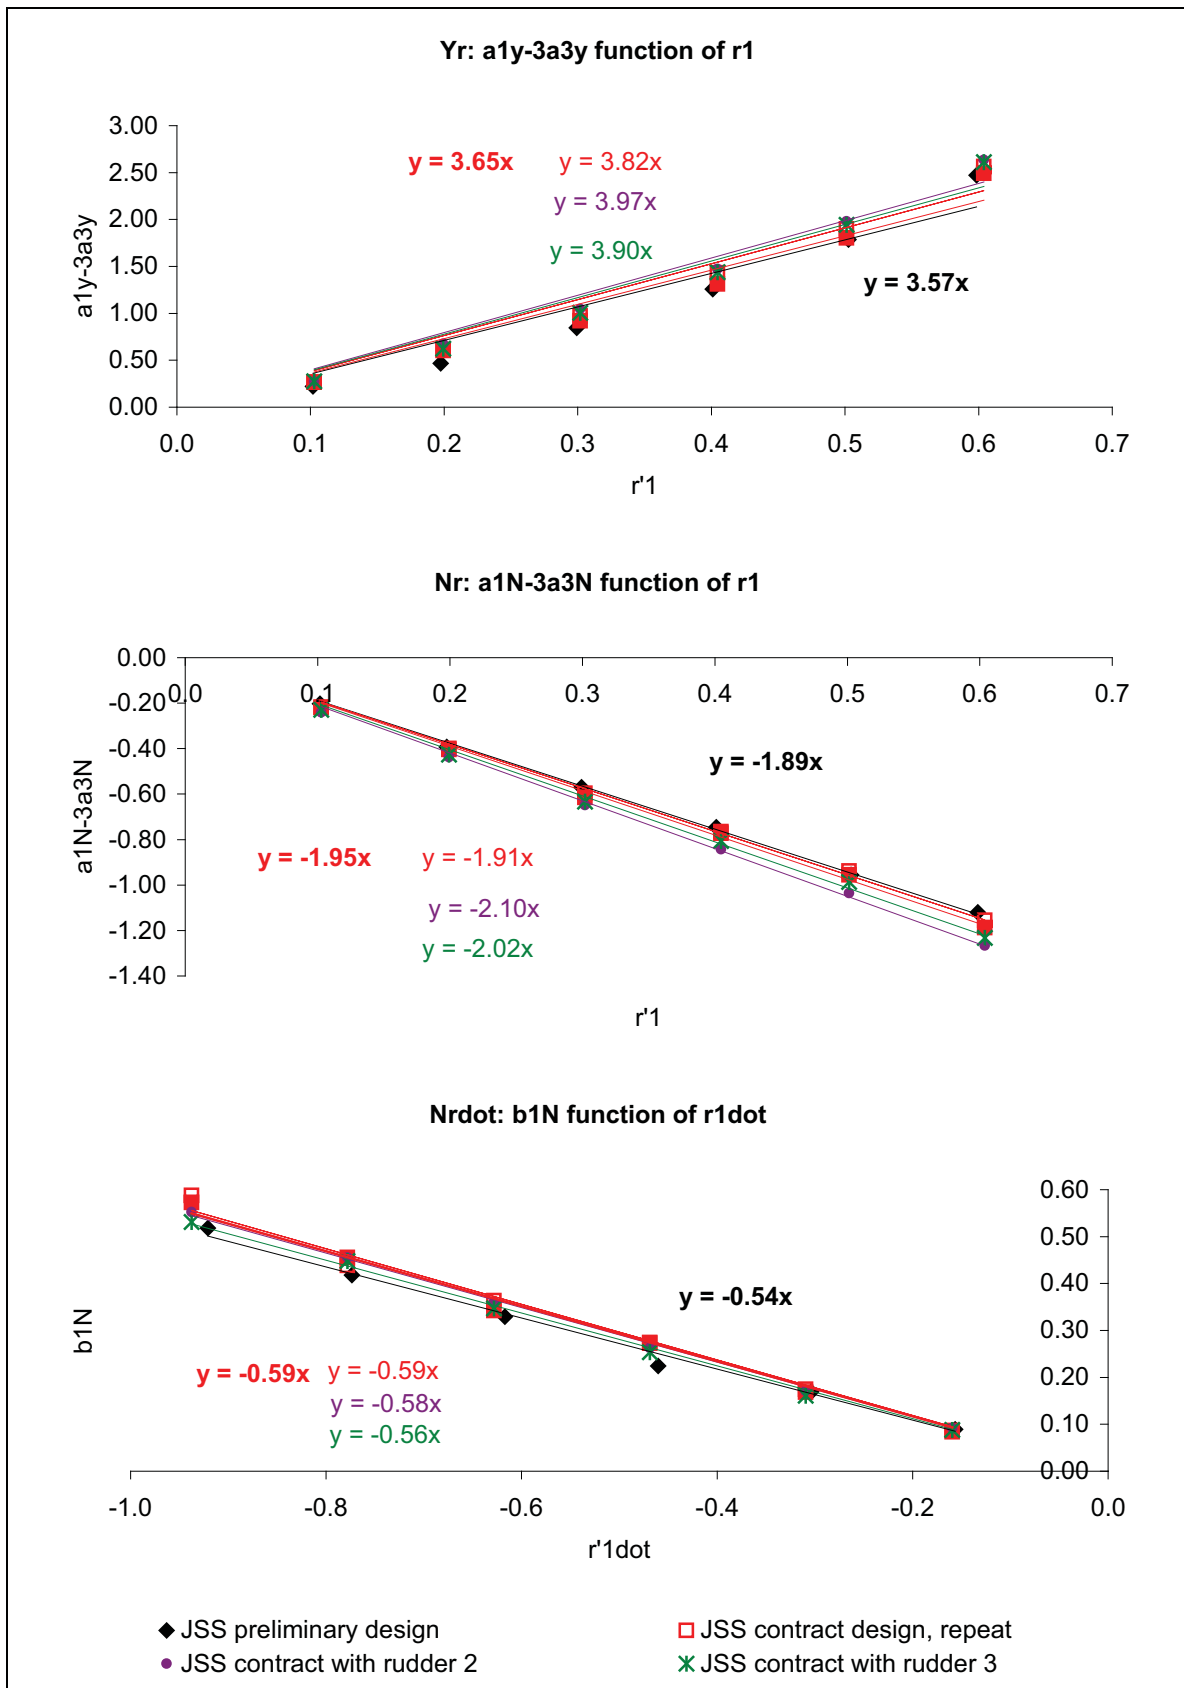 Yr: a1y-3a3y function of r1
3.00
2.50
2.00
1.50
1.00
0.50
0.00
a1y-3a3y
y = 3.65x y = 3.82x
y = 3.97x
y = 3.90x
y = 3.57x
0.0 0.1 0.2 0.3 0.4 0.5 0.6 0.7
r'1
Nr: a1N-3a3N function of r1
0.00
-0.20
-0.40
-0.60
-0.80
-1.00
-1.20
-1.40
a1N-3a3N
0.0 0.1 0.2 0.3 0.4 0.5 0.6 0.7
y = -1.89x
y = -1.95x y = -1.91x
y = -2.10x
y = -2.02x
r'1
Nrdot: b1N function of r1dot
0.60
0.50
0.40
0.30
0.20
0.10
0.00
b1N
y = -0.54x
y = -0.59x y = -0.59x
y = -0.58x
y = -0.56x
-1.0 -0.8 -0.6 -0.4 -0.2 0.0
r'1dot
JSS preliminary design JSS contract design, repeat
JSS contract with rudder 2 JSS contract with rudder 3